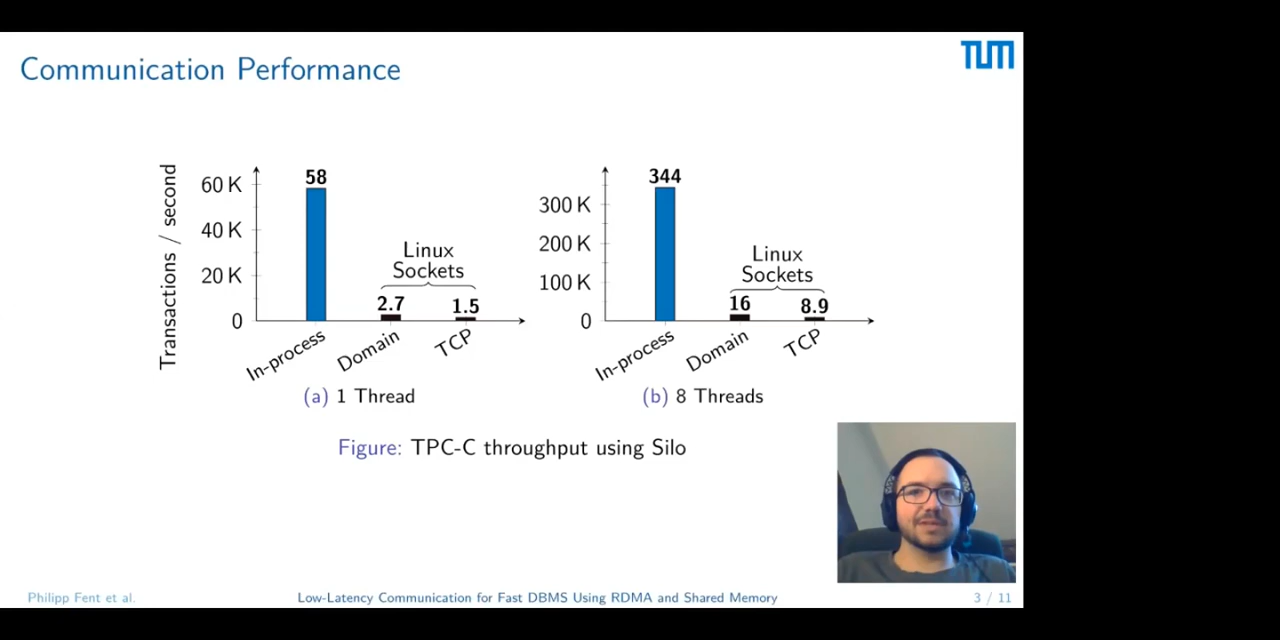 Communication Performance
TUM
Transactions / second
60 K
40 K
20 K
0
58
Linux
Sockets
2.7
1.5
In-process
Domain
TCP
(a) 1 Thread
300 K
200 K
100 K
0
344
Linux
Sockets
16
8.9
In-process
Domain
TCP
(b) 8 Threads
Figure: TPC-C throughput using Silo
Philipp Fent et al.
Low-Latency Communication for Fast DBMS Using RDMA and Shared Memory
3 / 11